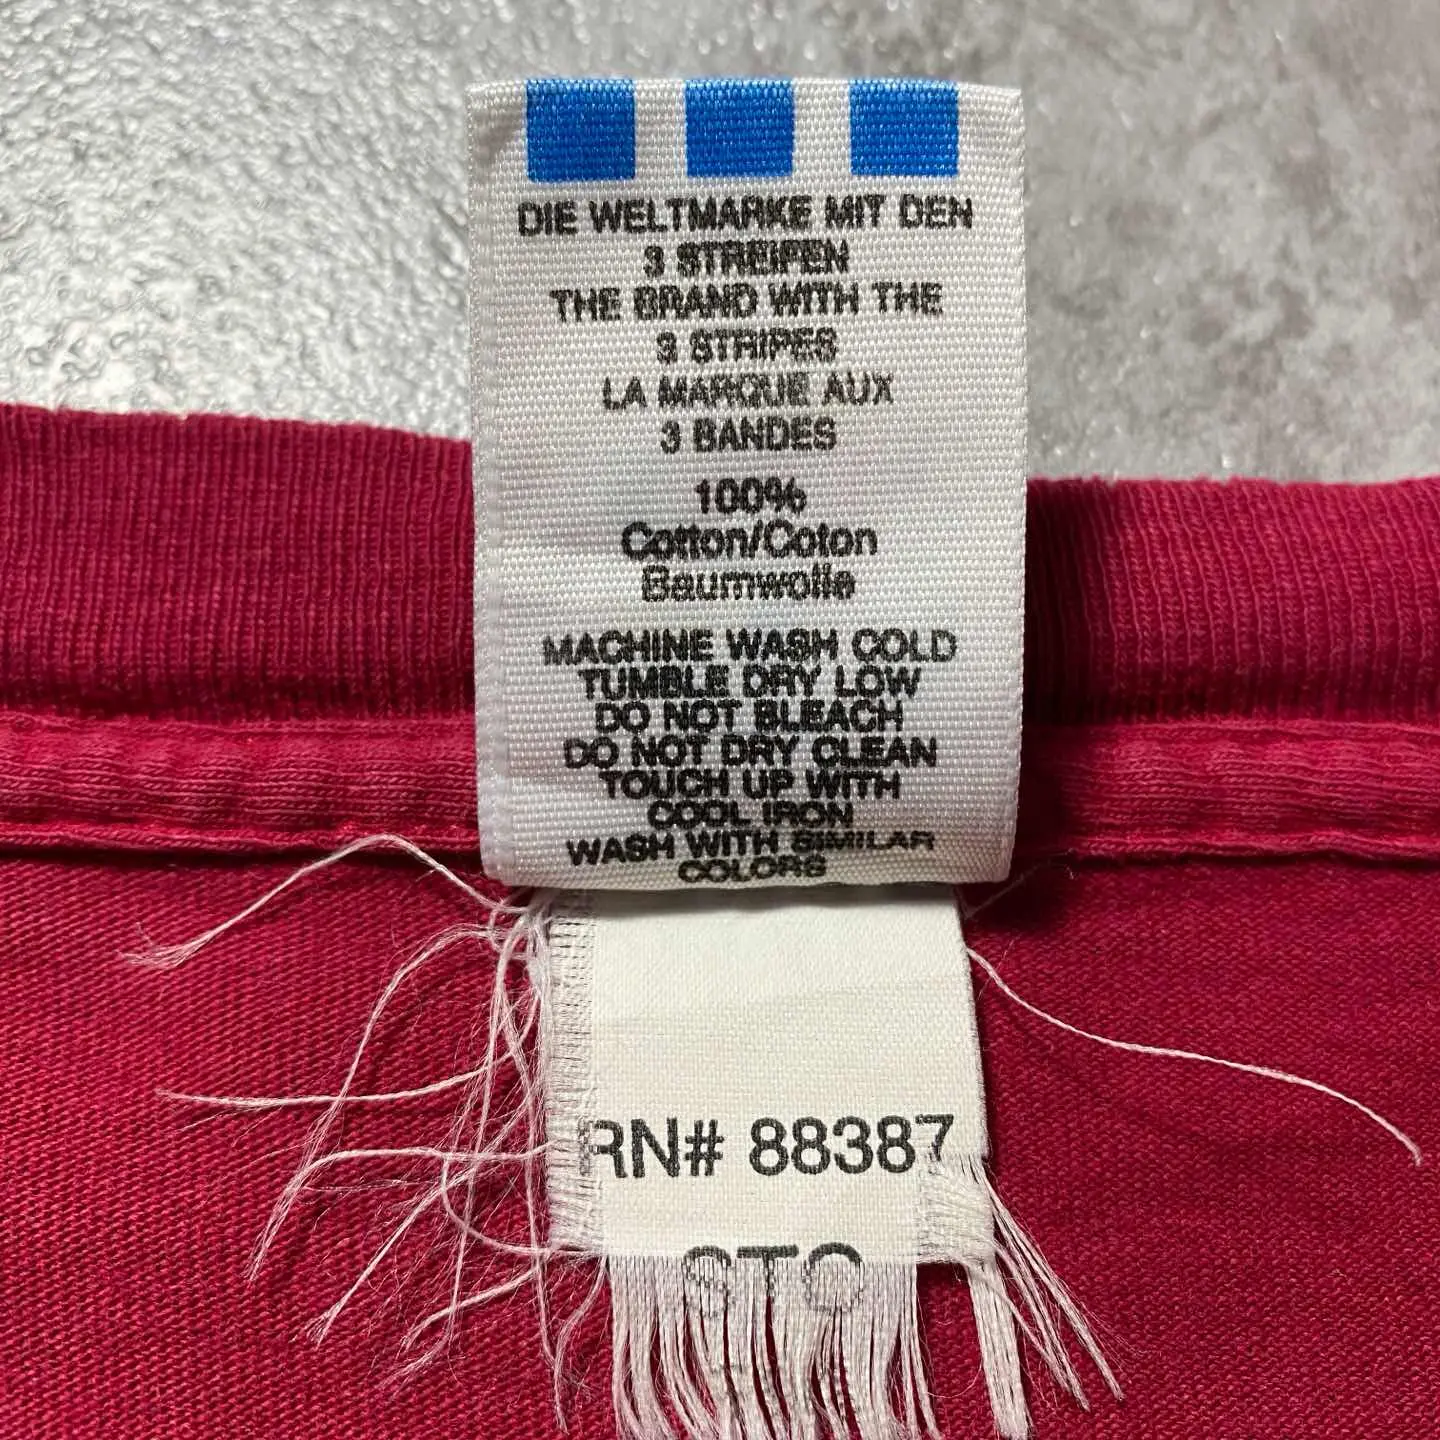 DIE WELTMARKE MIT DEN
3 STREIFEN
THE BRAND WITH THE
3 STRIPES
LA MARQUE AUX
3 BANDES
100%
Cotton/Coton
Baumwolle
MACHINE WASH COLD
TUMBLE DRY LOW
DO NOT BLEACH
DO NOT DRY CLEAN
TOUCH UP WITH
COOL IRON
WASH WITH SIMILAR
COLORS
RN# 88387